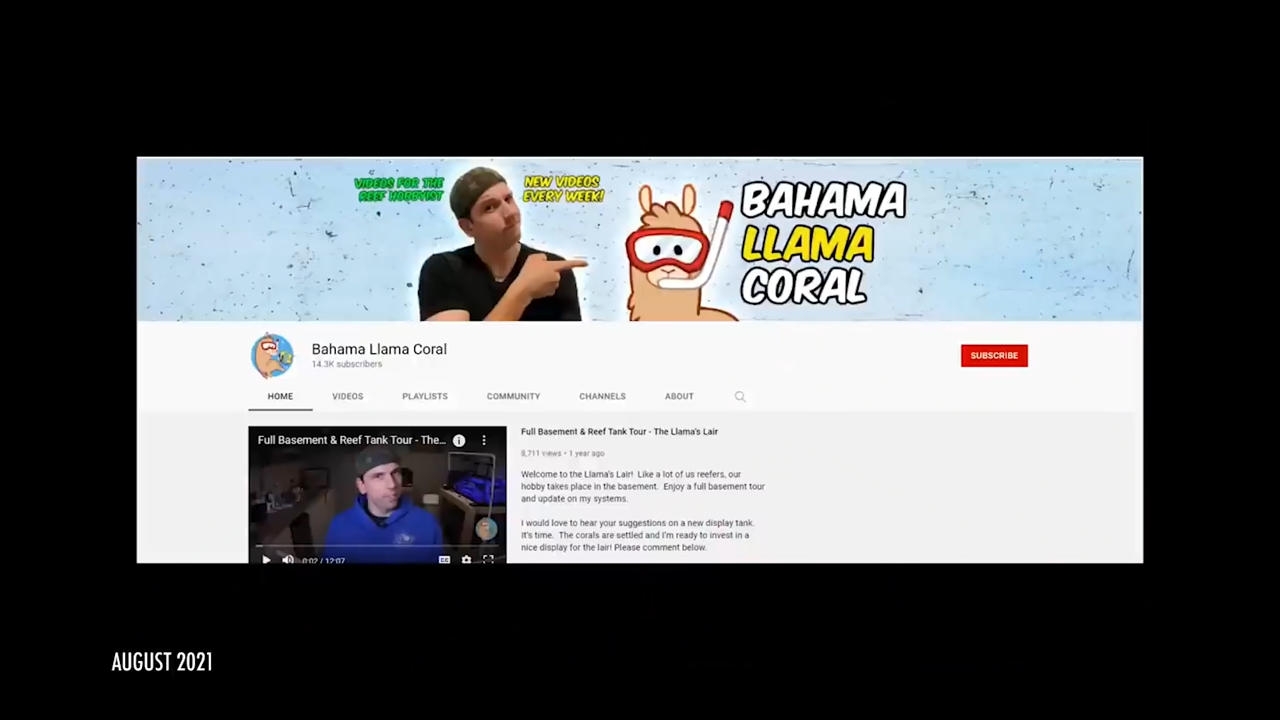 VIDEOS FOR THE
REEF HOBBYIST
NEW VIDEOS
EVERY WEEK!
BAHAMA
LLAMA
CORAL
Bahama Llama Coral
14.3K subscribers
SUBSCRIBE
HOME VIDEOS PLAYLISTS COMMUNITY CHANNELS ABOUT
Full Basement & Reef Tank Tour - The...
0:02 / 12:07
Full Basement & Reef Tank Tour - The Llama's Lair
8,711 views • 1 year ago
Welcome to the Llama's Lair! Like a lot of us reefers, our
hobby takes place in the basement. Enjoy a full basement tour
and update on my systems.
I would love to hear your suggestions on a new display tank.
It's time. The corals are settled and I'm ready to invest in a
nice display for the lair! Please comment below.
AUGUST 2021